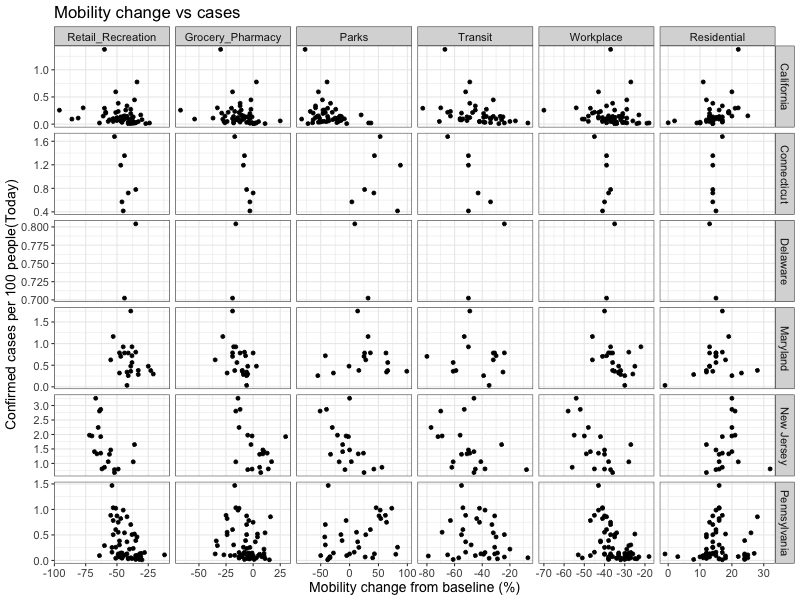 Mobility change vs cases
Retail_Recreation Grocery_Pharmacy Parks Transit Workplace Residential
Confirmed cases per 100 people(Today)
1.0
0.5
0.0
California
1.6
1.2
0.8
0.4
Connecticut
0.800
0.775
0.750
0.725
0.700
Delaware
1.5
1.0
0.5
0.0
Maryland
3.0
2.5
2.0
1.5
1.0
New Jersey
1.5
1.0
0.5
0.0
Pennsylvania
-100 -75 -50 -25 -50 -25 0 25 -50 0 50 100 -80 -60 -40 -20 -70 -60 -50 -40 -30 -20 0 10 20 30
Mobility change from baseline (%)